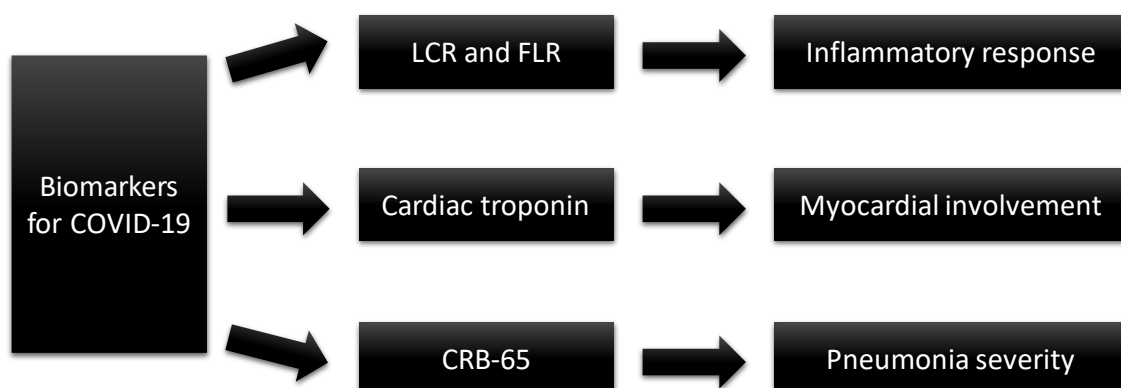 Biomarkers
for COVID-19
LCR and FLR
Inflammatory response
Cardiac troponin
Myocardial involvement
CRB-65
Pneumonia severity